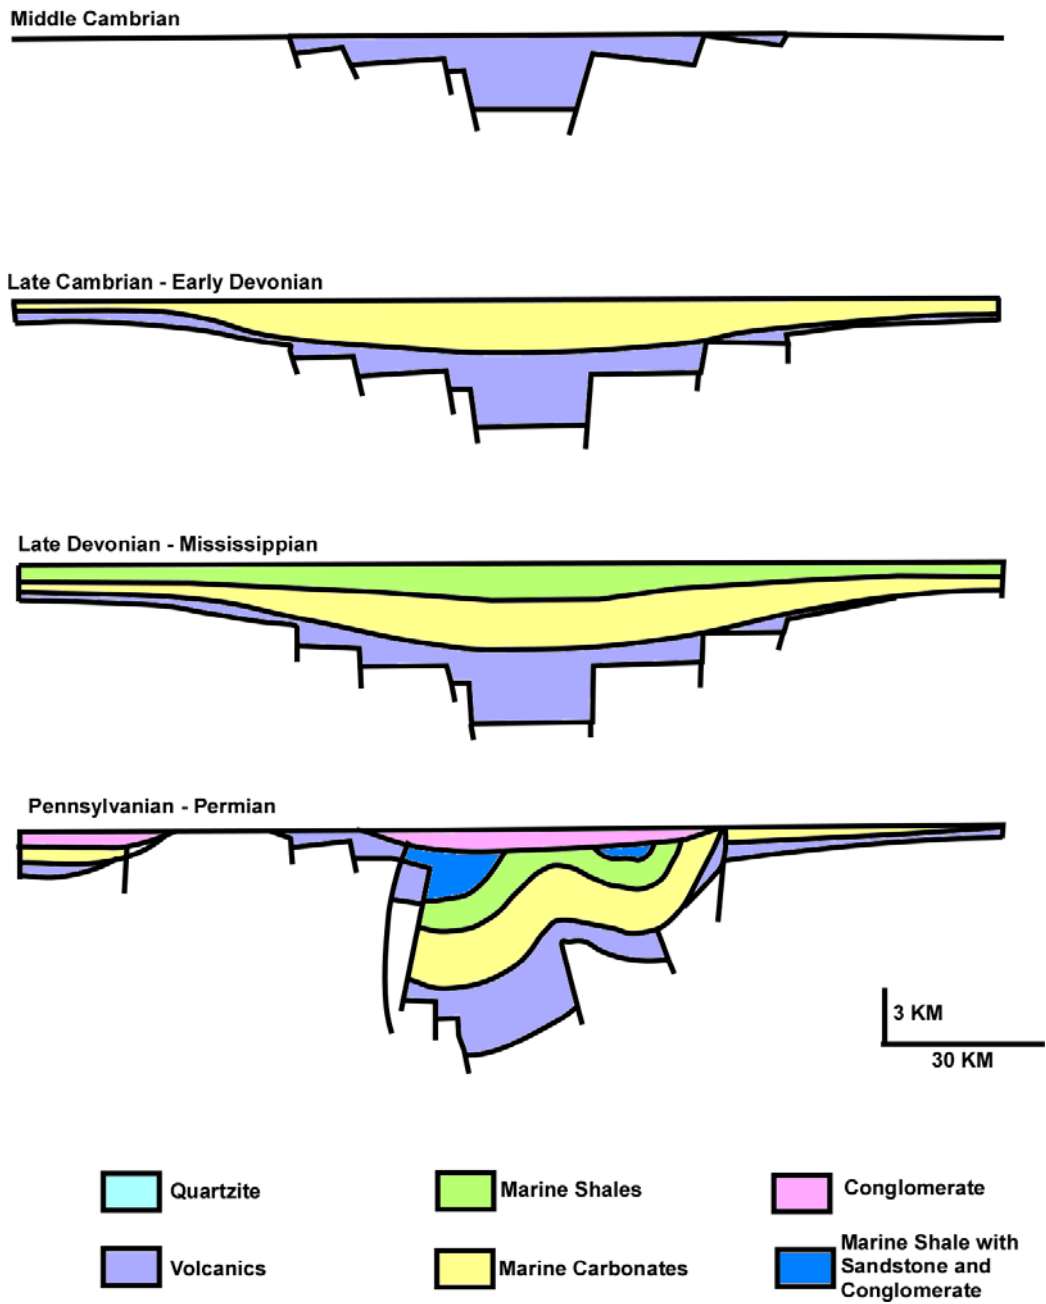 Middle Cambrian
Late Cambrian - Early Devonian
Late Devonian - Mississippian
Pennsylvanian - Permian
3 KM
30 KM
Quartzite
Marine Shales
Conglomerate
Volcanics
Marine Carbonates
Marine Shale with
Sandstone and
Conglomerate